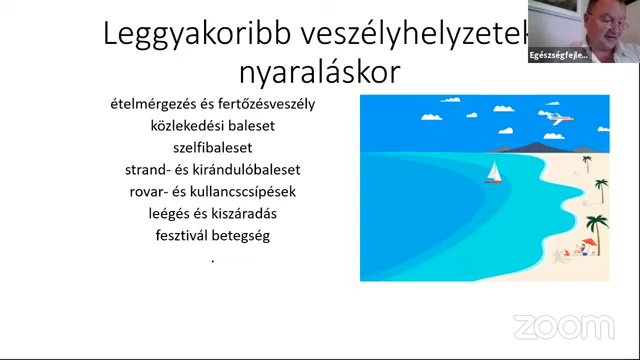 Leggyakoribb veszélyhelyzetek
nyaraláskor
Egészségfejle...
ételmérgezés és fertőzésveszély
közlekedési baleset
szelfibaleset
strand- és kirándulóbaleset
rovar- és kullancscsípések
leégés és kiszáradás
fesztivál betegség
.
zoom